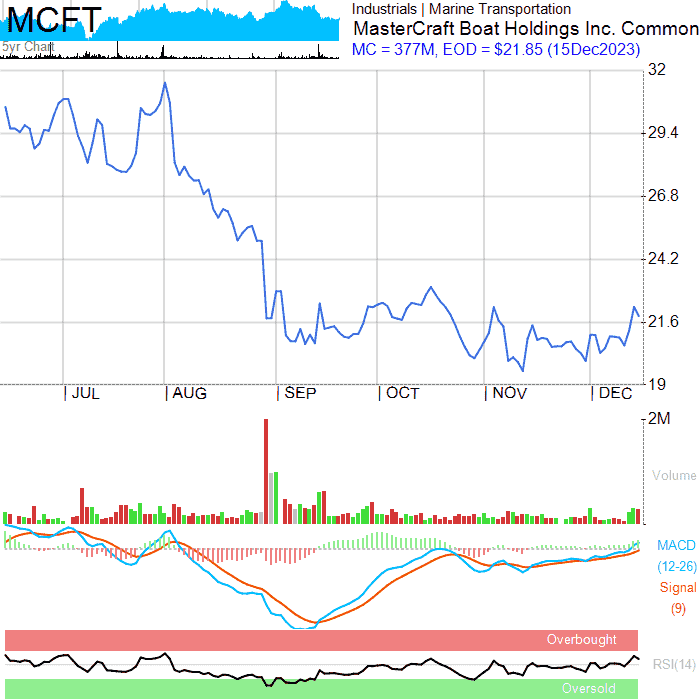 MCFT
5yr Chart
Industrials | Marine Transportation
MasterCraft Boat Holdings Inc. Common
MC = 377M, EOD = $21.85 (15Dec2023)
32
29.4
26.8
24.2
21.6
19
JUL
AUG
SEP
OCT
NOV
DEC
2M
Volume
MACD
(12-26)
Signal
(9)
Overbought
RSI(14)
Oversold